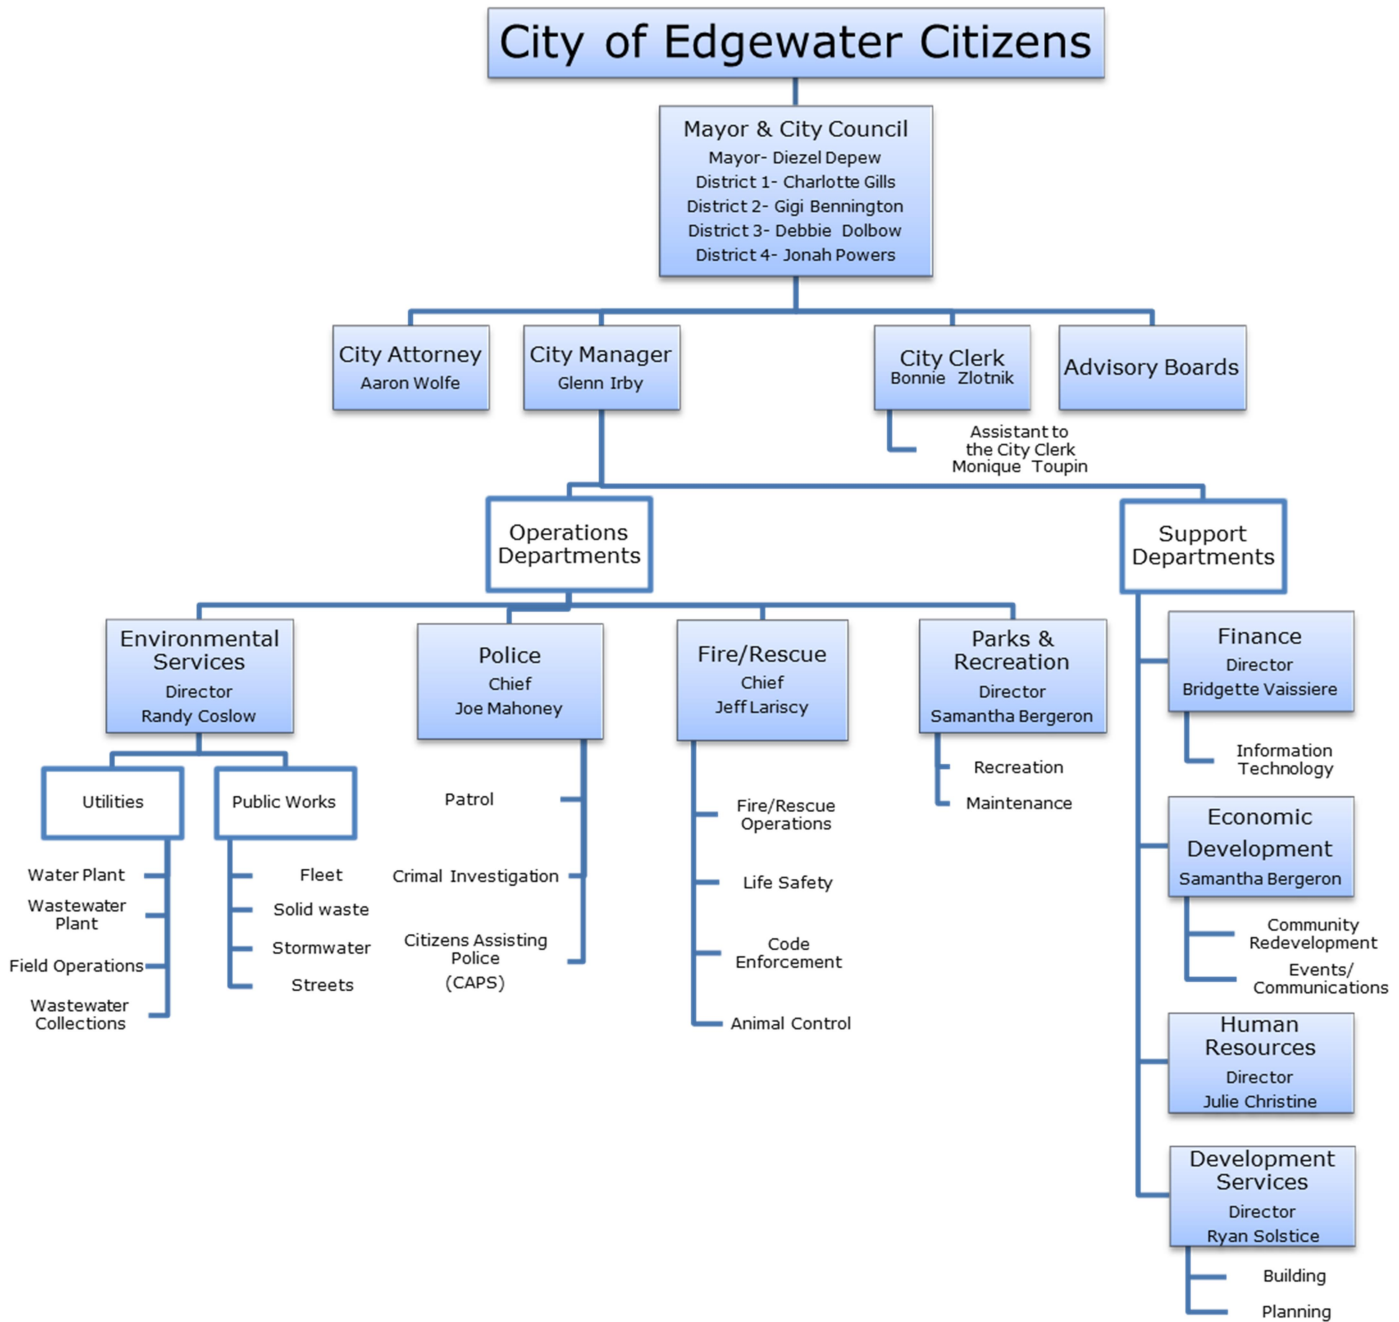 City of Edgewater Citizens
Mayor & City Council
Mayor- Diezel Depew
District 1- Charlotte Gills
District 2- Gigi Bennington
District 3- Debbie Dolbow
District 4- Jonah Powers
City Attorney
Aaron Wolfe
City Manager
Glenn Irby
City Clerk
Bonnie Zlotnik
Advisory Boards
Assistant to
the City Clerk
Monique Toupin
Operations
Departments
Support
Departments
Environmental
Services
Director
Randy Coslow
Utilities
Water Plant
Wastewater
Plant
Field Operations
Wastewater
Collections
Public Works
Fleet
Solid waste
Stormwater
Streets
Police
Chief
Joe Mahoney
Patrol
Crimal Investigation
Citizens Assisting
Police
(CAPS)
Fire/Rescue
Chief
Jeff Lariscy
Fire/Rescue
Operations
Life Safety
Code
Enforcement
Animal Control
Parks &
Recreation
Director
Samantha Bergeron
Recreation
Maintenance
Finance
Director
Bridgette Vaissiere
Information
Technology
Economic
Development
Samantha Bergeron
Community
Redevelopment
Events/
Communications
Human
Resources
Director
Julie Christine
Development
Services
Director
Ryan Solstice
Building
Planning